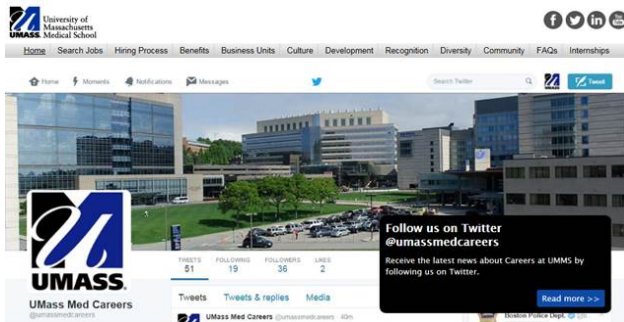 University of
Massachusetts
UMASS Medical School
Home Search Jobs Hiring Process Benefits Business Units Culture Development Recognition Diversity Community FAQs Internships
Home Moments Notifications Messages Search Twitter UMASS Tweet
UMASS
Follow us on Twitter
@umassmedcareers
Receive the latest news about Careers at UMMS by
following us on Twitter.
Read more >>
TWEETS FOLLOWING FOLLOWERS LIKES
51 19 36 2
Tweets Tweets & replies Media
UMass Med Careers
@umassmedcareers
UMass Med Careers @umassmedcareers · 40m
Boston Police Dept.